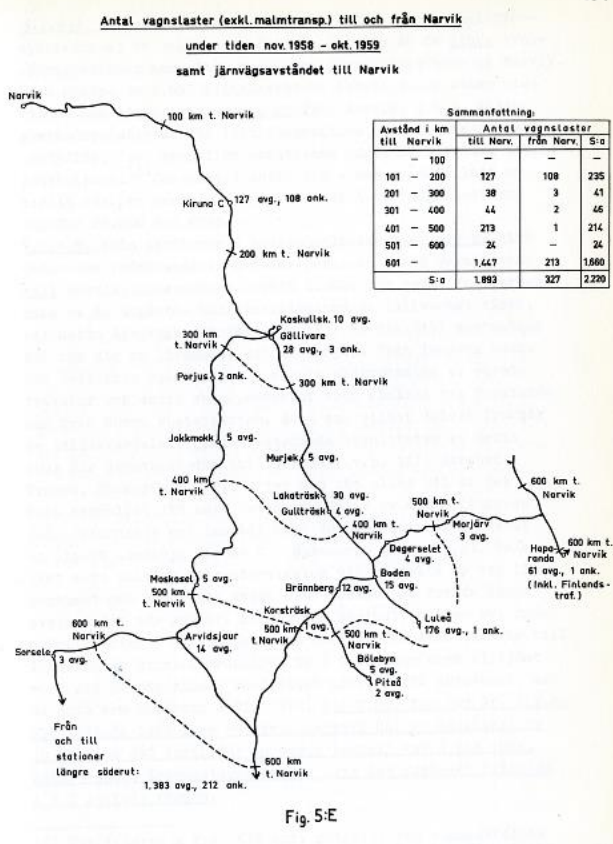 Antal vagnslaster (exkl. malmtransp.) till och från Narvik
under tiden nov. 1958 – okt. 1959
samt järnvägsavståndet till Narvik
Narvik
100 km t. Narvik
Kiruna C
127 avg., 108 ank.
200 km t. Narvik
Sammanfattning:
Avstånd i km till Narvik | Antal vagnslaster
till Narv. | från Narv. | S:a
– 100 | – | – | –
101 – 200 | 127 | 108 | 235
201 – 300 | 38 | 3 | 41
301 – 400 | 44 | 2 | 46
401 – 500 | 213 | 1 | 214
501 – 600 | 24 | – | 24
601 – | 1.447 | 213 | 1.660
S:a | 1.893 | 327 | 2.220
Koskullsk. 10 avg.
Gällivare
28 avg., 3 ank.
300 km
t. Narvik
Porjus
2 ank.
300 km t. Narvik
Jokkmokk
5 avg.
Murjek
5 avg.
400 km
t. Narvik
Lakaträsk
30 avg.
Gullträsk
4 avg.
400 km t.
Narvik
500 km t.
Narvik
Morjärv
3 avg.
600 km t.
Narvik
Hapa-
randa
600 km t.
Narvik
61 avg., 1 ank.
(Inkl. Finlands-
traf.)
Degerselet
4 avg.
Boden
15 avg.
Brännberg
12 avg.
Moskosel
5 avg.
500 km
t. Narvik
Korsträsk
1 avg.
500 km
t. Narvik
500 km t.
Narvik
Luleå
176 avg., 1 ank.
Bölebyn
5 avg.
Piteå
2 avg.
600 km t.
Narvik
Sorsele
3 avg.
Arvidsjaur
14 avg.
Från
och till
stationer
längre söderut:
1.383 avg., 212 ank.
600 km
t. Narvik
Fig. 5:E